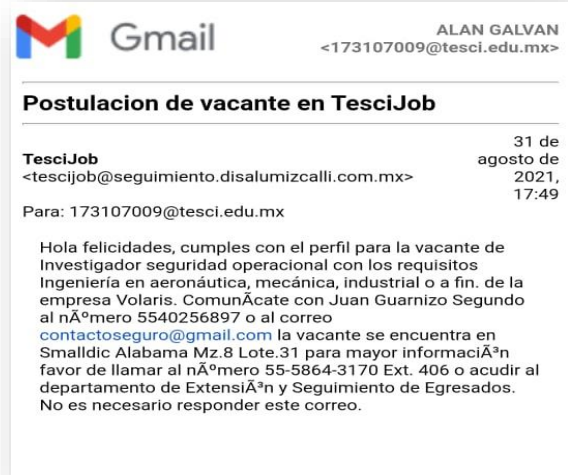 Gmail
ALAN GALVAN
<173107009@tesci.edu.mx>
Postulacion de vacante en TesciJob
TesciJob
<tescijob@seguimiento.disalumizcalli.com.mx>
31 de
agosto de
2021,
17:49
Para: 173107009@tesci.edu.mx
Hola felicidades, cumples con el perfil para la vacante de
Investigador seguridad operacional con los requisitos
Ingeniería en aeronáutica, mecánica, industrial o a fin. de la
empresa Volaris. ComunÃcate con Juan Guarnizo Segundo
al nÃºmero 5540256897 o al correo
contactoseguro@gmail.com la vacante se encuentra en
Smalldic Alabama Mz.8 Lote.31 para mayor informaciÃ³n
favor de llamar al nÃºmero 55-5864-3170 Ext. 406 o acudir al
departamento de ExtensiÃ³n y Seguimiento de Egresados.
No es necesario responder este correo.